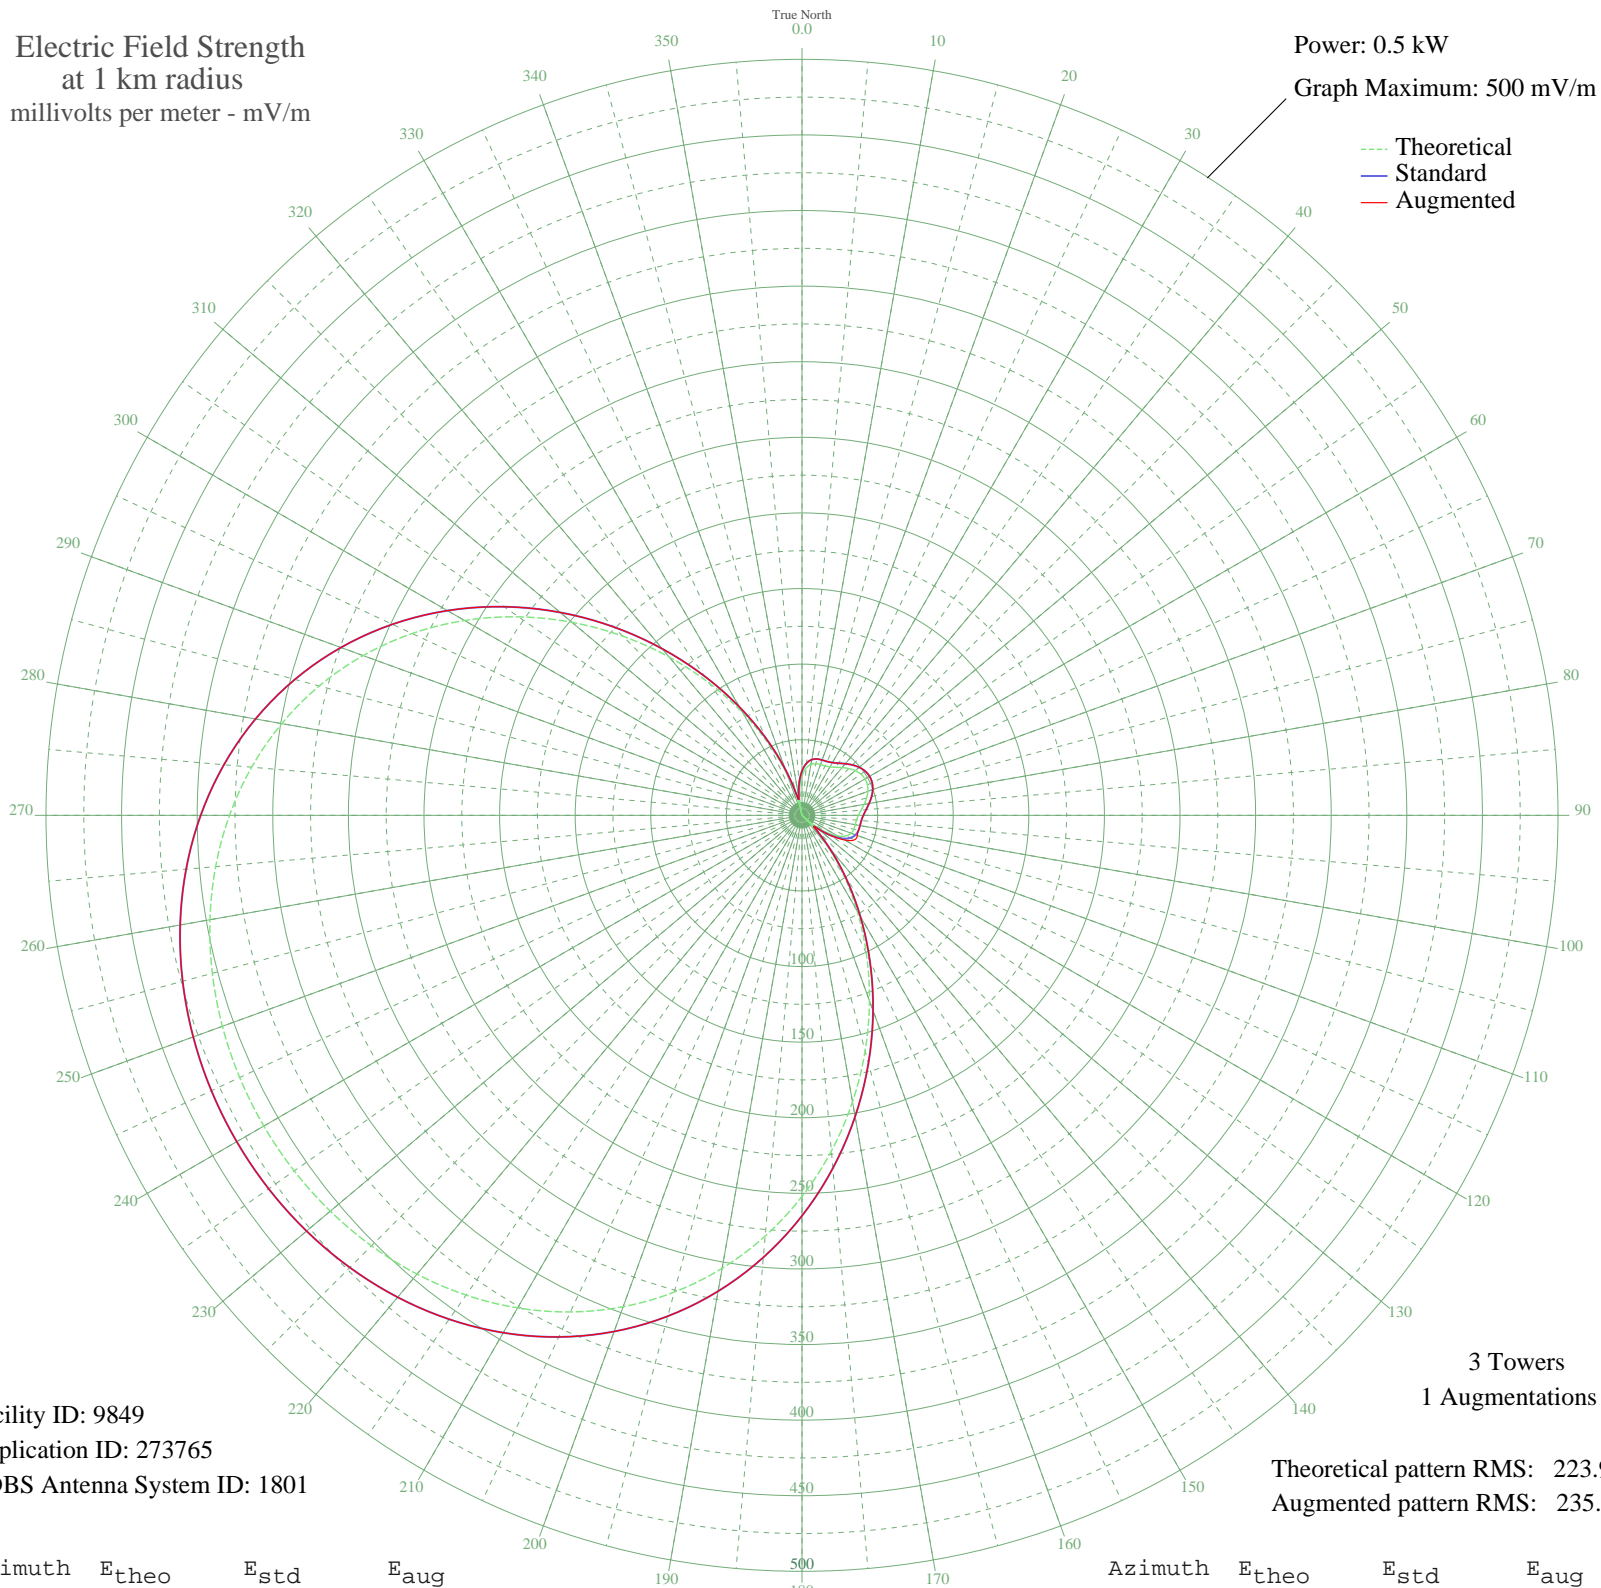 True North
0.0
Electric Field Strength
at 1 km radius
millivolts per meter - mV/m
Power: 0.5 kW
Graph Maximum: 500 mV/m
Theoretical
Standard
Augmented
10
20
30
40
50
60
70
80
90
100
110
120
130
140
150
160
170
190
200
210
220
230
240
250
260
270
280
290
300
310
320
330
340
350
100
150
200
250
300
350
400
450
500
3 Towers
1 Augmentations
cility ID: 9849
plication ID: 273765
DBS Antenna System ID: 1801
Theoretical pattern RMS: 223.9
Augmented pattern RMS: 235.
imuth Etheo Estd Eaug
Azimuth Etheo Estd Eaug